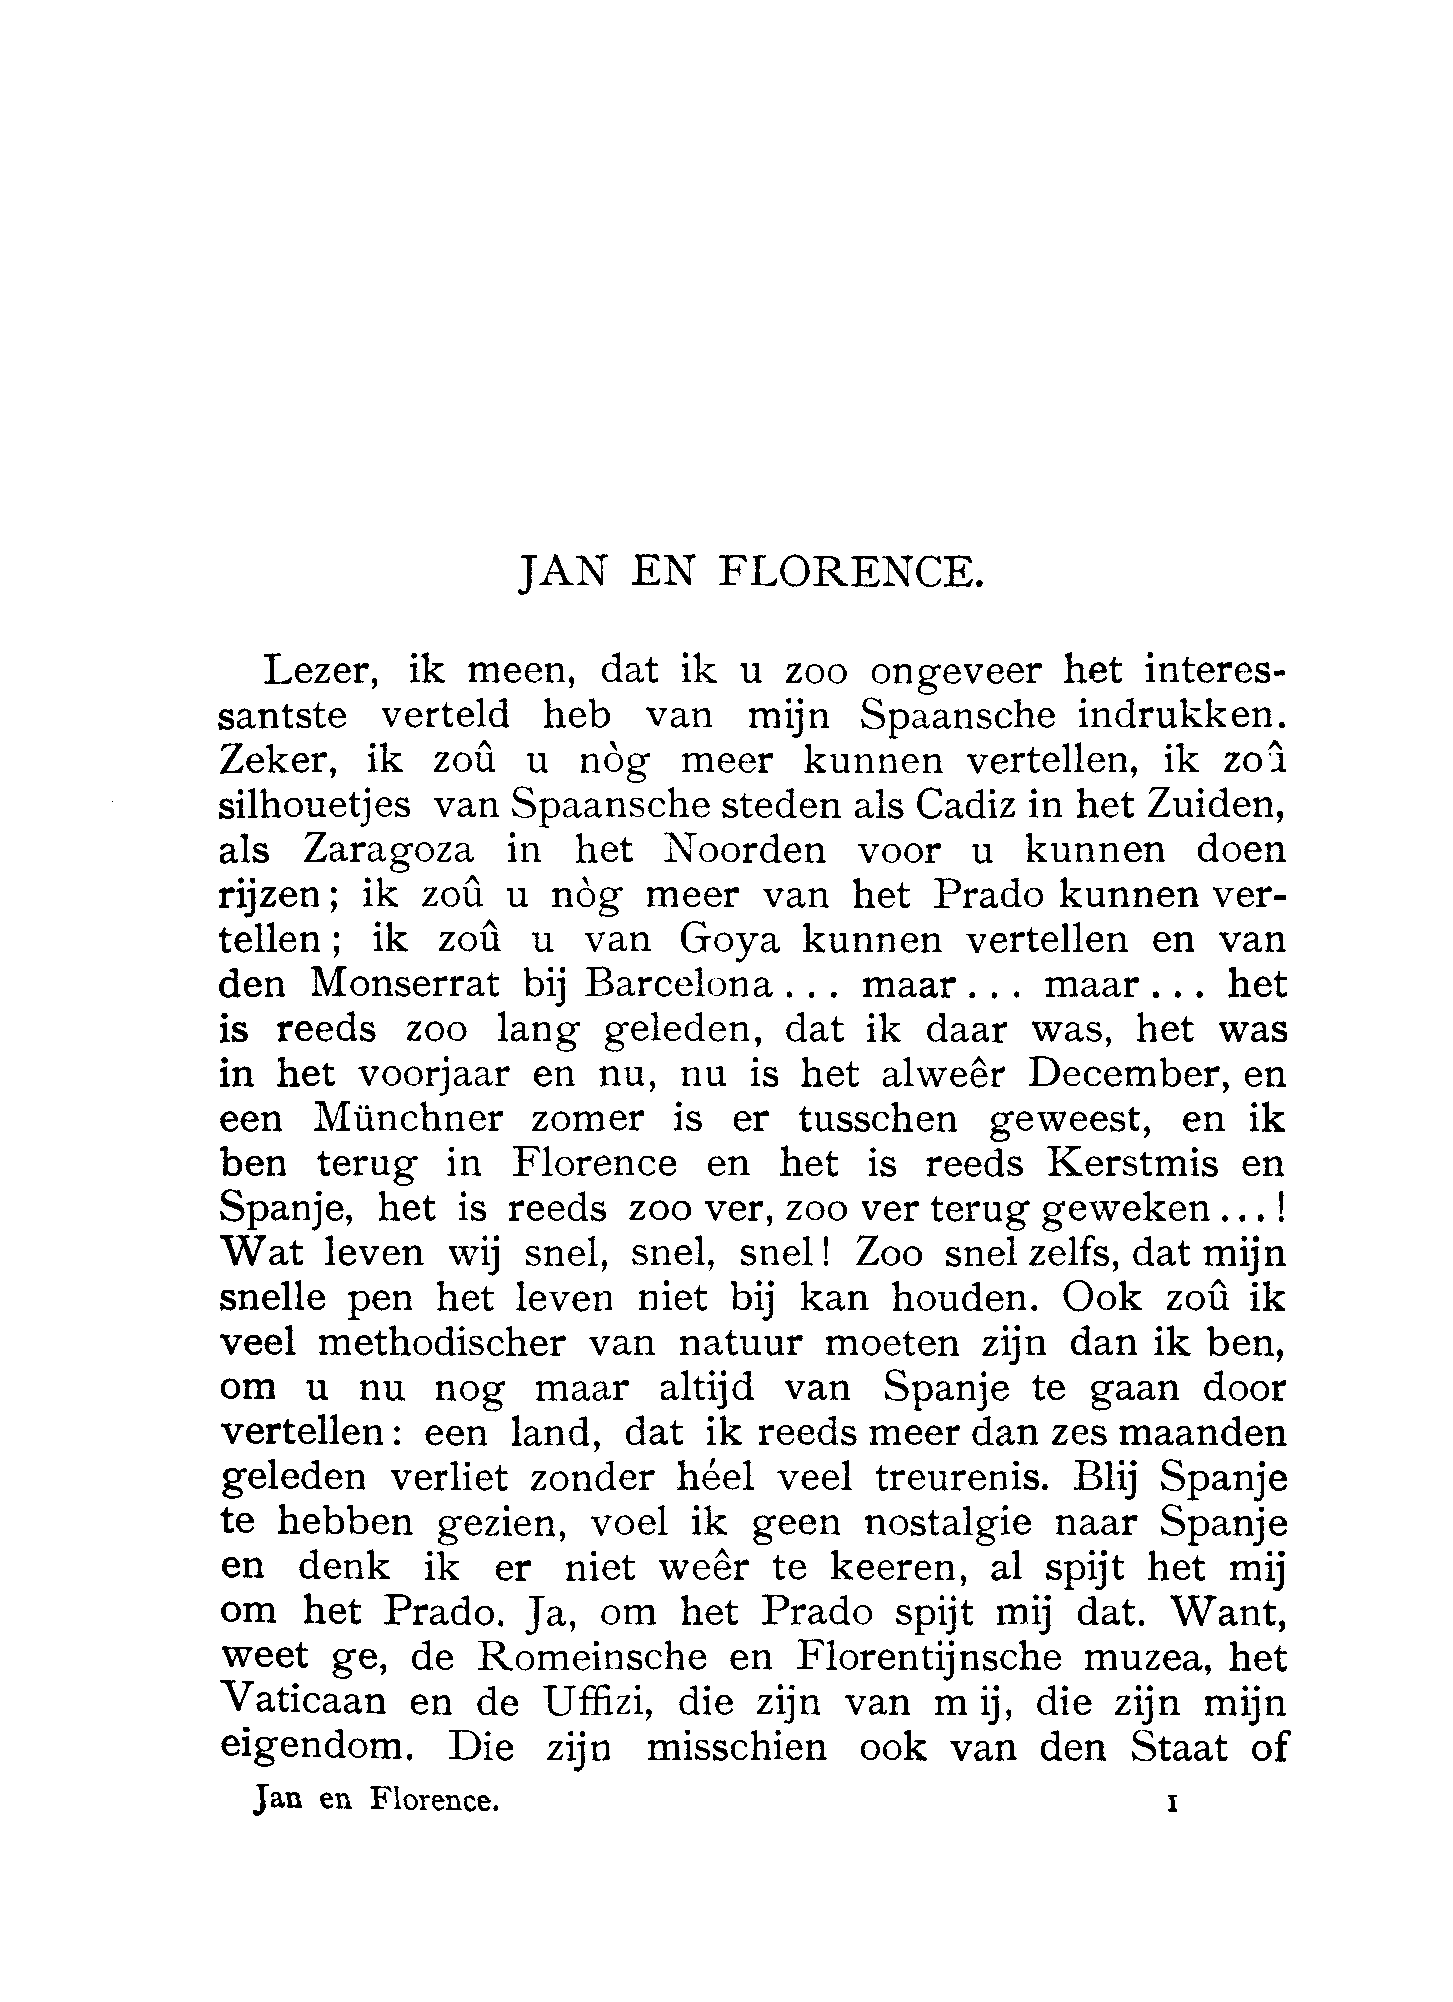 JAN EN FLORENCE.
Lezer, ik meen, dat ik u zoo ongeveer het interes-
santste verteld heb van mijn Spaansche indrukken.
Zeker, ik zoû u nòg meer kunnen vertellen, ik zoû
silhouetjes van Spaansche steden als Cadiz in het Zuiden,
als Zaragoza in het Noorden voor u kunnen doen
rijzen; ik zoû u nòg meer van het Prado kunnen ver-
tellen; ik zoû u van Goya kunnen vertellen en van
den Monserrat bij Barcelona... maar... maar... het
is reeds zoo lang geleden, dat ik daar was, het was
in het voorjaar en nu, nu is het alweêr December, en
een Münchner zomer is er tusschen geweest, en ik
ben terug in Florence en het is reeds Kerstmis en
Spanje, het is reeds zoo ver, zoo ver terug geweken...!
Wat leven wij snel, snel, snel! Zoo snel zelfs, dat mijn
snelle pen het leven niet bij kan houden. Ook zoû ik
veel methodischer van natuur moeten zijn dan ik ben,
om u nu nog maar altijd van Spanje te gaan door
vertellen: een land, dat ik reeds meer dan zes maanden
geleden verliet zonder héel veel treurenis. Blij Spanje
te hebben gezien, voel ik geen nostalgie naar Spanje
en denk ik er niet weêr te keeren, al spijt het mij
om het Prado. Ja, om het Prado spijt mij dat. Want,
weet ge, de Romeinsche en Florentijnsche muzea, het
Vaticaan en de Uffizi, die zijn van mij, die zijn mijn
eigendom. Die zijn misschien ook van den Staat of
Jan en Florence. 1